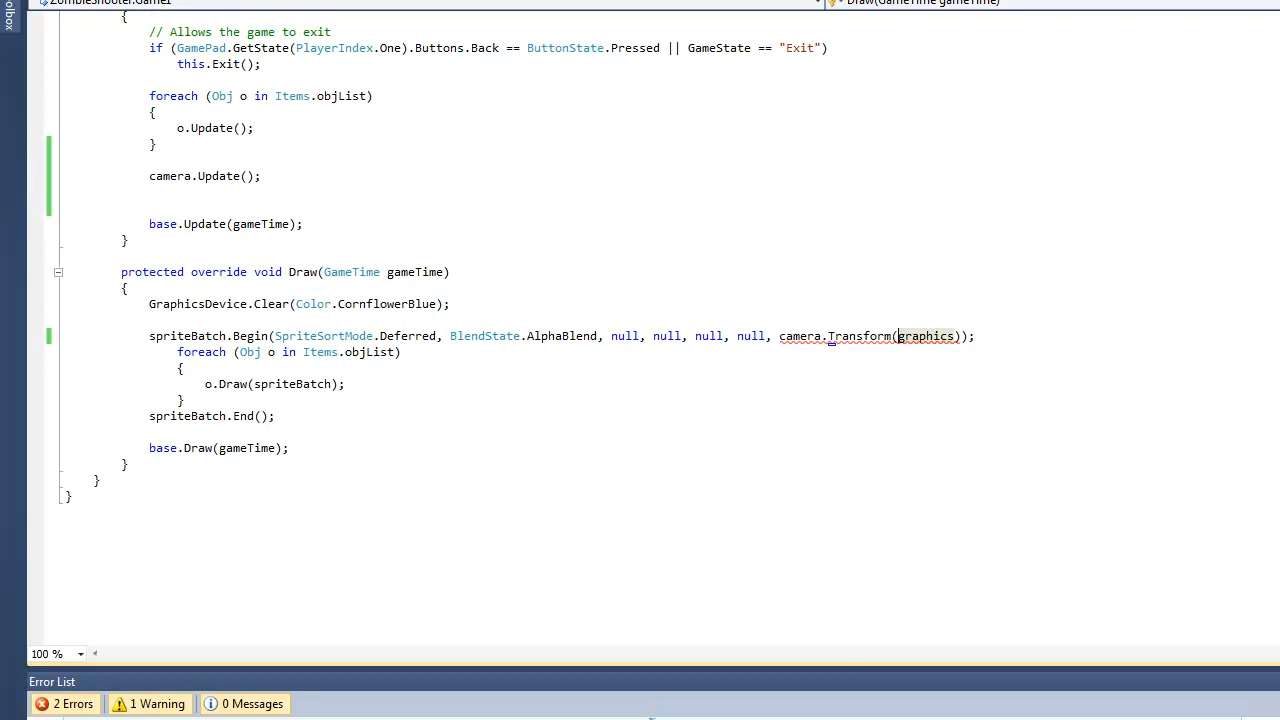 olbox
ZombieShooter.Game1
Draw(GameTime gameTime)
{
// Allows the game to exit
if (GamePad.GetState(PlayerIndex.One).Buttons.Back == ButtonState.Pressed || GameState == "Exit")
this.Exit();
foreach (Obj o in Items.objList)
{
o.Update();
}
camera.Update();
base.Update(gameTime);
}
protected override void Draw(GameTime gameTime)
{
GraphicsDevice.Clear(Color.CornflowerBlue);
spriteBatch.Begin(SpriteSortMode.Deferred, BlendState.AlphaBlend, null, null, null, null, camera.Transform(graphics));
foreach (Obj o in Items.objList)
{
o.Draw(spriteBatch);
}
spriteBatch.End();
base.Draw(gameTime);
}
}
}
100 %
Error List
2 Errors
1 Warning
0 Messages